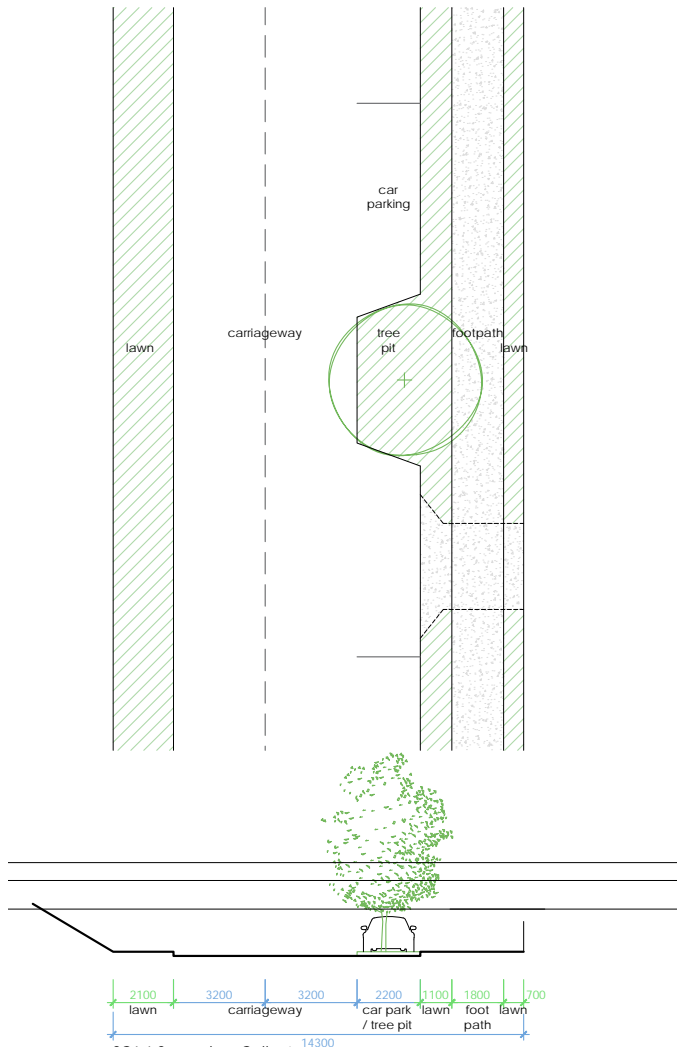 car
parking
carriageway
tree
pit
footpath
lawn
lawn
2100
3200
3200
2200
1100
1800
700
lawn
carriageway
car park
/ tree pit
lawn
foot
path
lawn
14300